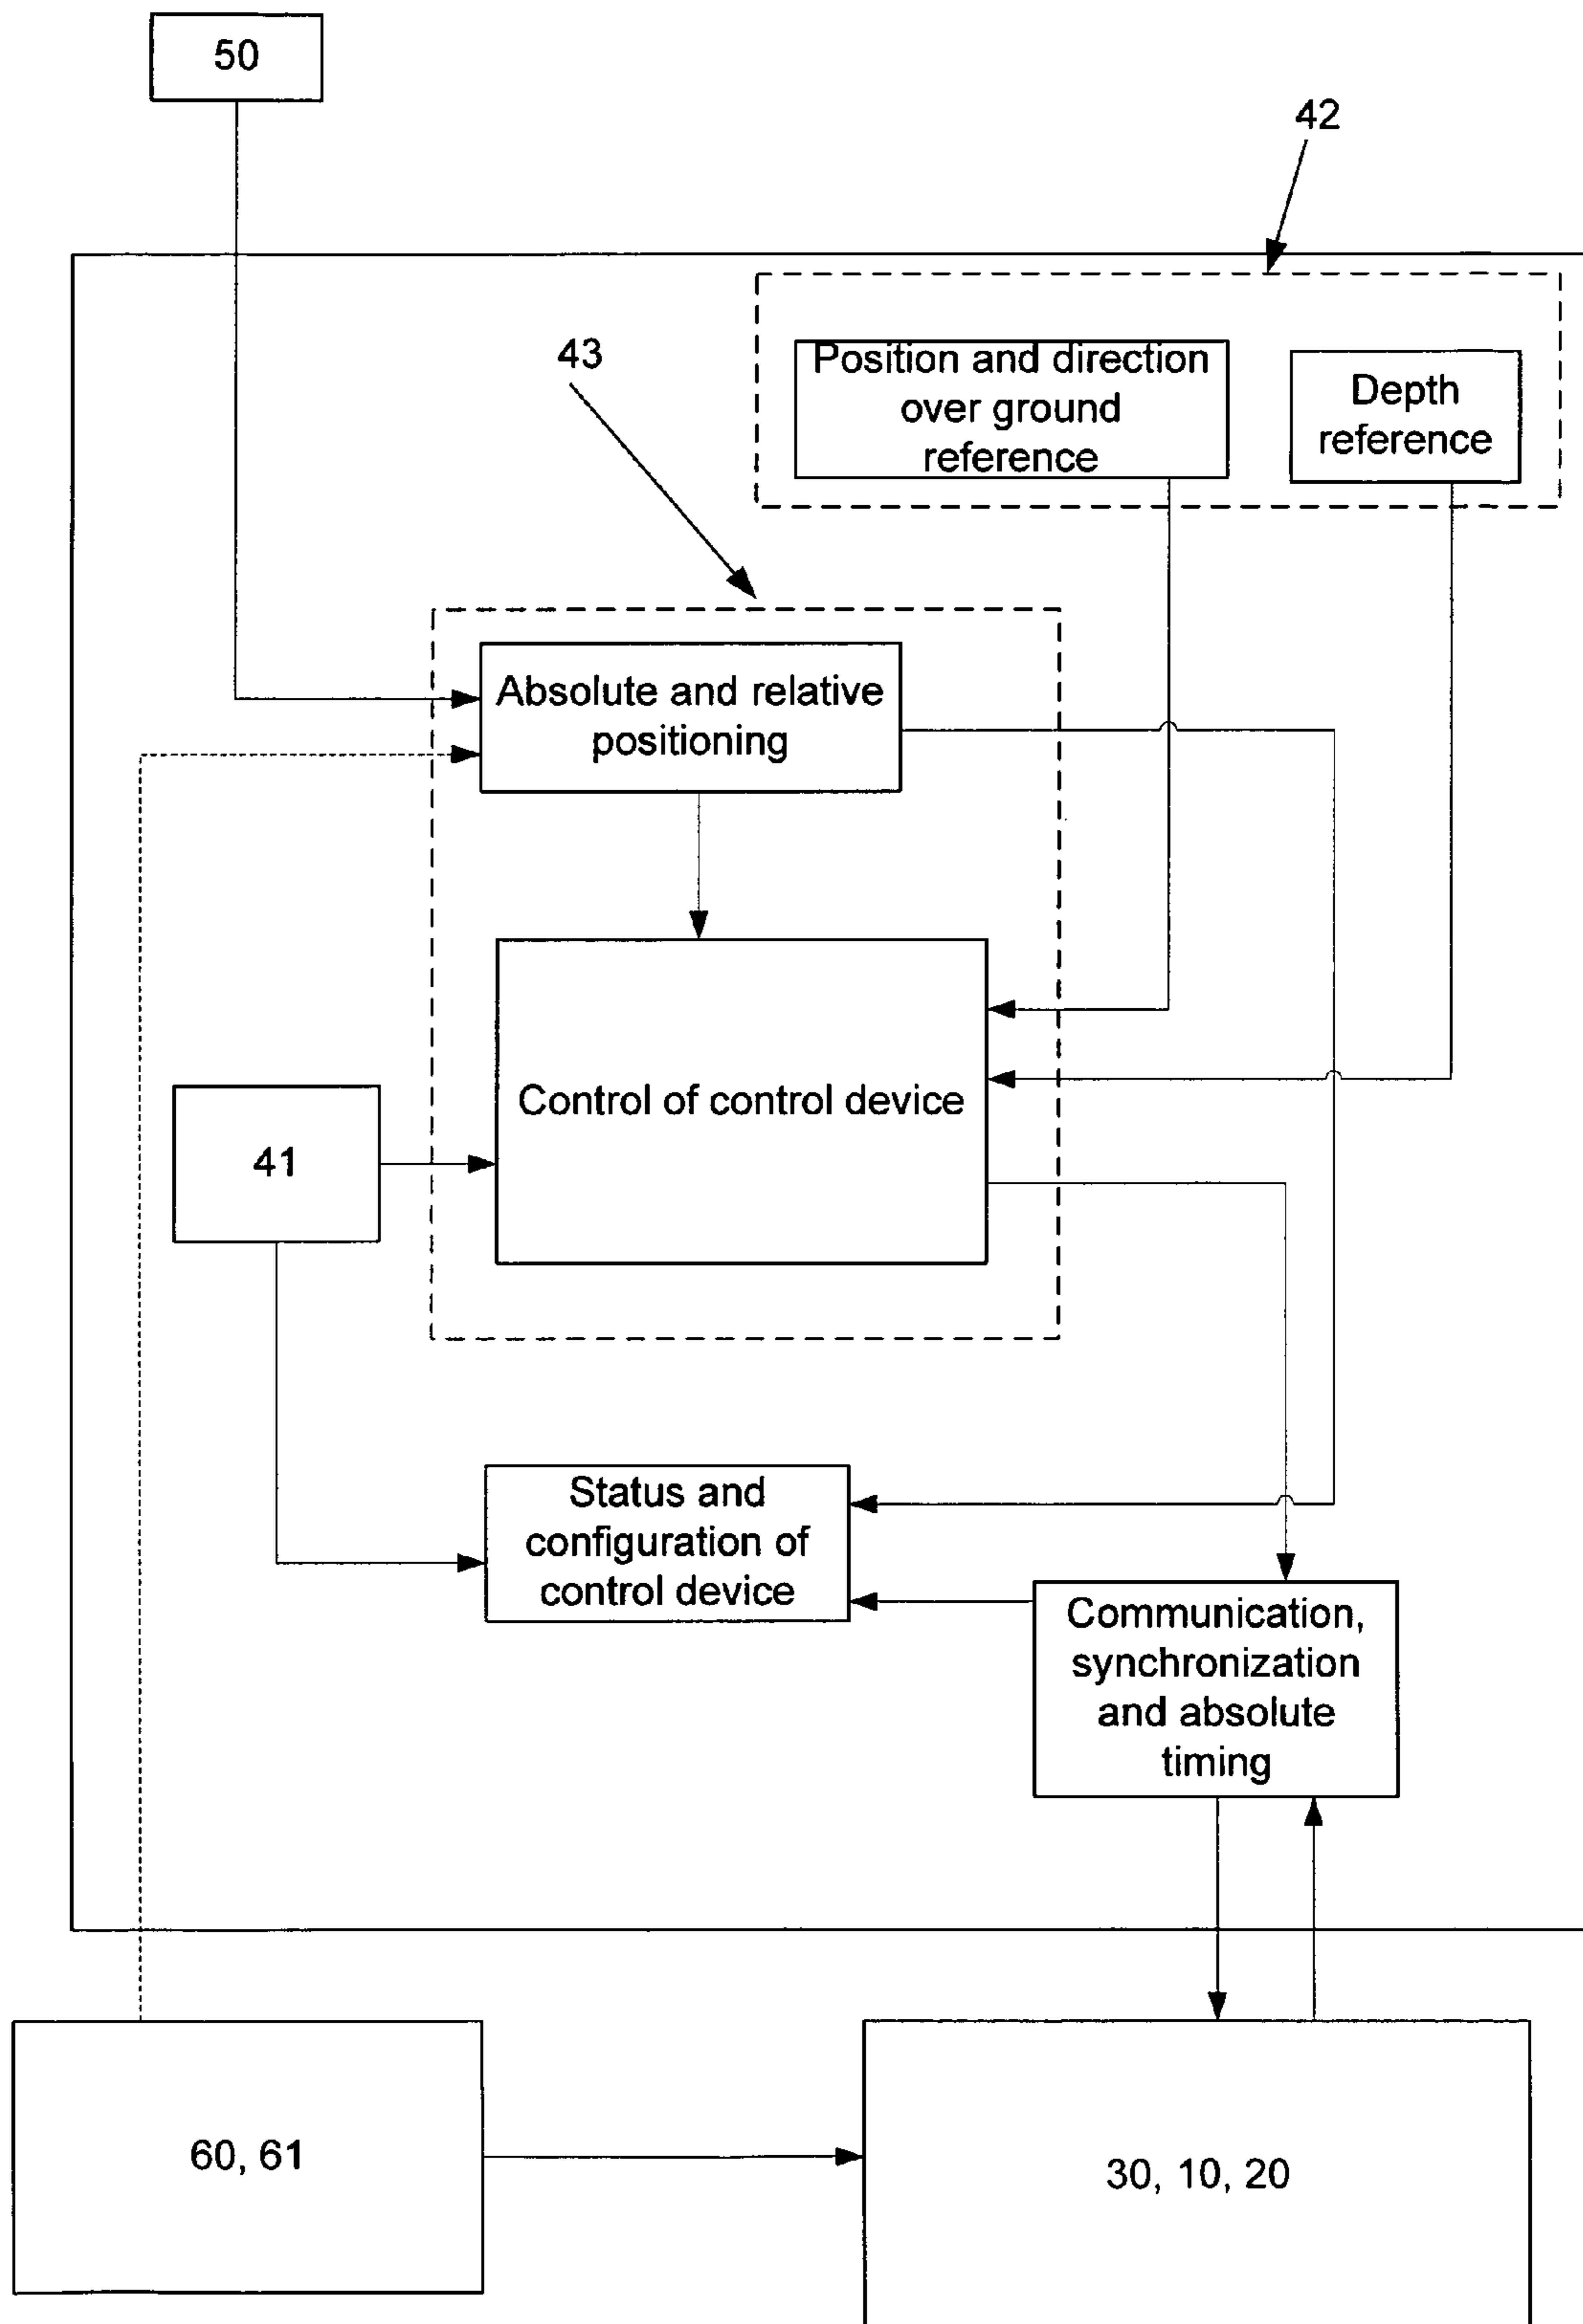 50
42
43
Position and direction
over ground
reference
Depth
reference
Absolute and relative
positioning
Control of control device
41
Status and
configuration of
control device
Communication,
synchronization
and absolute
timing
60, 61
30, 10, 20